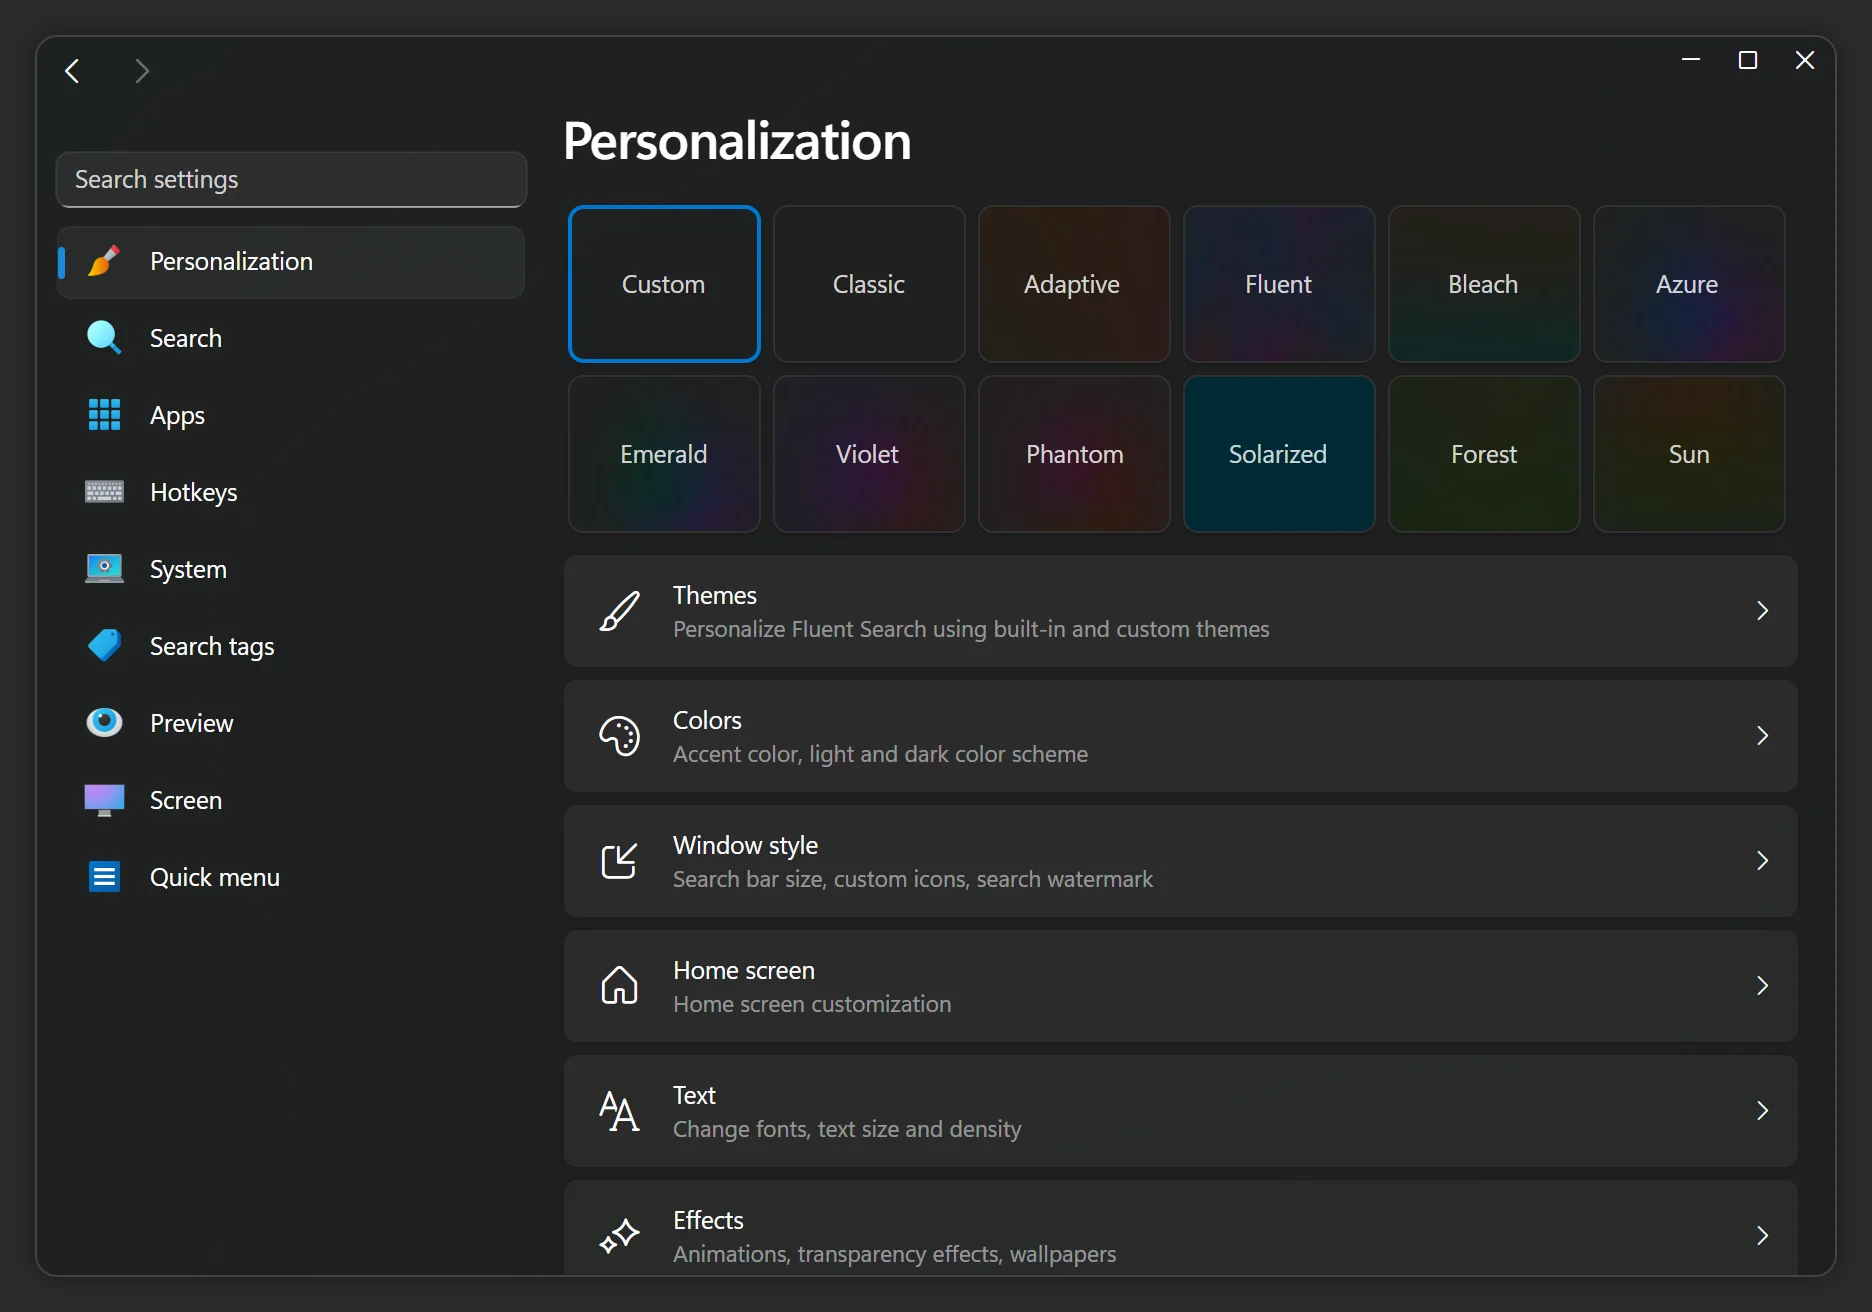 Personalization
Search settings
Personalization
Search
Apps
Hotkeys
System
Search tags
Preview
Screen
Quick menu
Custom
Classic
Adaptive
Fluent
Bleach
Azure
Emerald
Violet
Phantom
Solarized
Forest
Sun
Themes
Personalize Fluent Search using built-in and custom themes
Colors
Accent color, light and dark color scheme
Window style
Search bar size, custom icons, search watermark
Home screen
Home screen customization
Text
Change fonts, text size and density
Effects
Animations, transparency effects, wallpapers